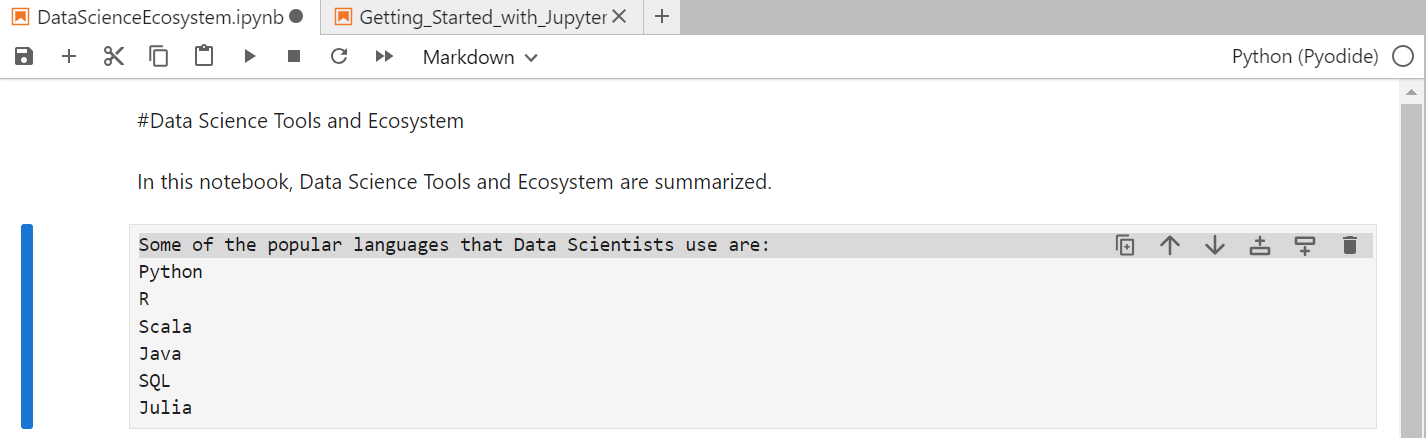 DataScienceEcosystem.ipynb
Getting_Started_with_Jupyter
Markdown
Python (Pyodide)
#Data Science Tools and Ecosystem
In this notebook, Data Science Tools and Ecosystem are summarized.
Some of the popular languages that Data Scientists use are:
Python
R
Scala
Java
SQL
Julia